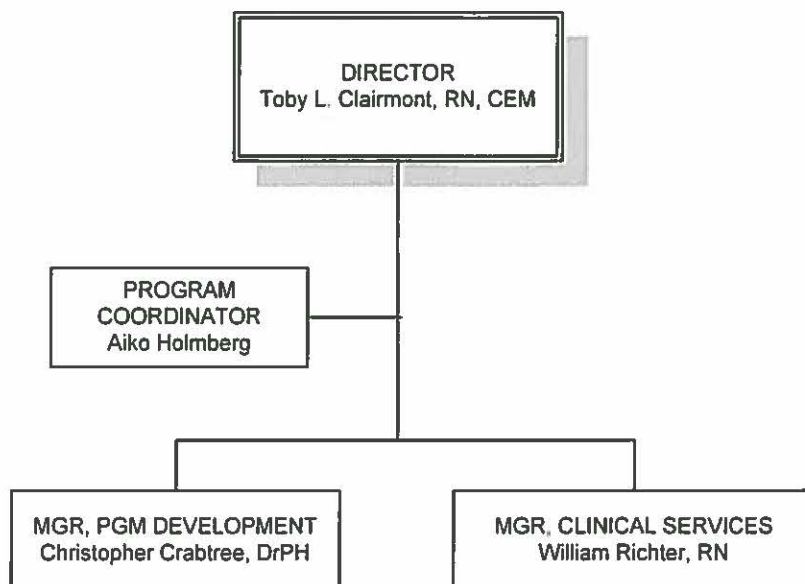 DIRECTOR
Toby L. Clairmont, RN, CEM
PROGRAM
COORDINATOR
Aiko Holmberg
MGR, PGM DEVELOPMENT
Christopher Crabtree, DrPH
MGR, CLINICAL SERVICES
William Richter, RN